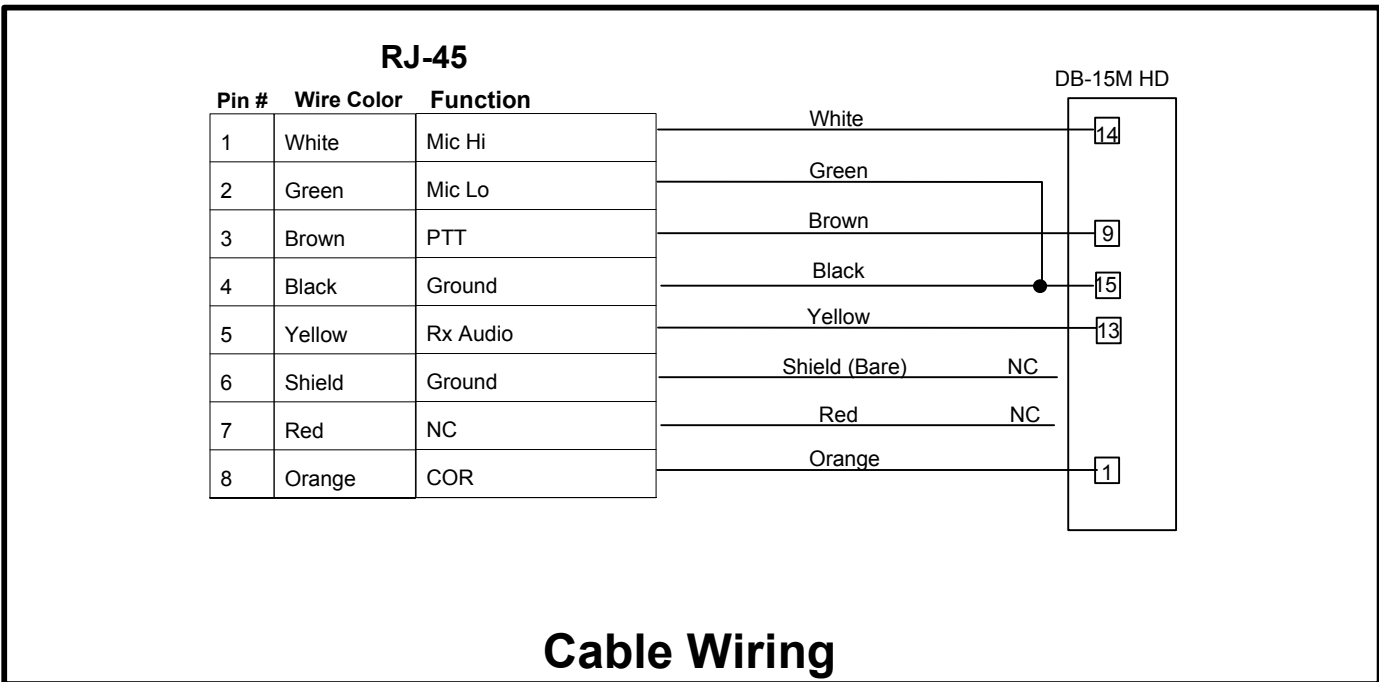 RJ-45
DB-15M HD
Pin # Wire Color Function
1 White Mic Hi White 14
2 Green Mic Lo Green
3 Brown PTT Brown 9
4 Black Ground Black 15
5 Yellow Rx Audio Yellow 13
6 Shield Ground Shield (Bare) NC
7 Red NC Red NC
8 Orange COR Orange 1
Cable Wiring